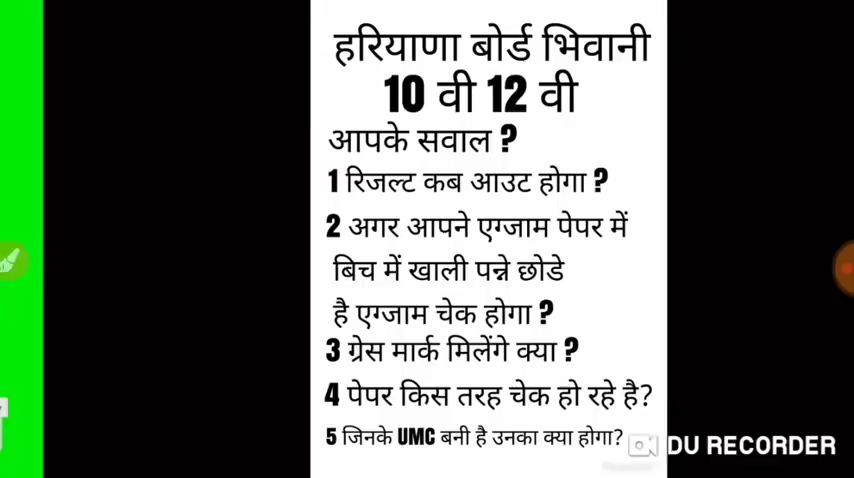 हरियाणा बोर्ड भिवानी
10 वी 12 वी
आपके सवाल ?
1 रिजल्ट कब आउट होगा ?
2 अगर आपने एग्जाम पेपर में
बिच में खाली पन्ने छोडे
है एग्जाम चेक होगा ?
3 ग्रेस मार्क मिलेंगे क्या ?
4 पेपर किस तरह चेक हो रहे है?
5 जिनके UMC बनी है उनका क्या होगा?
DU RECORDER